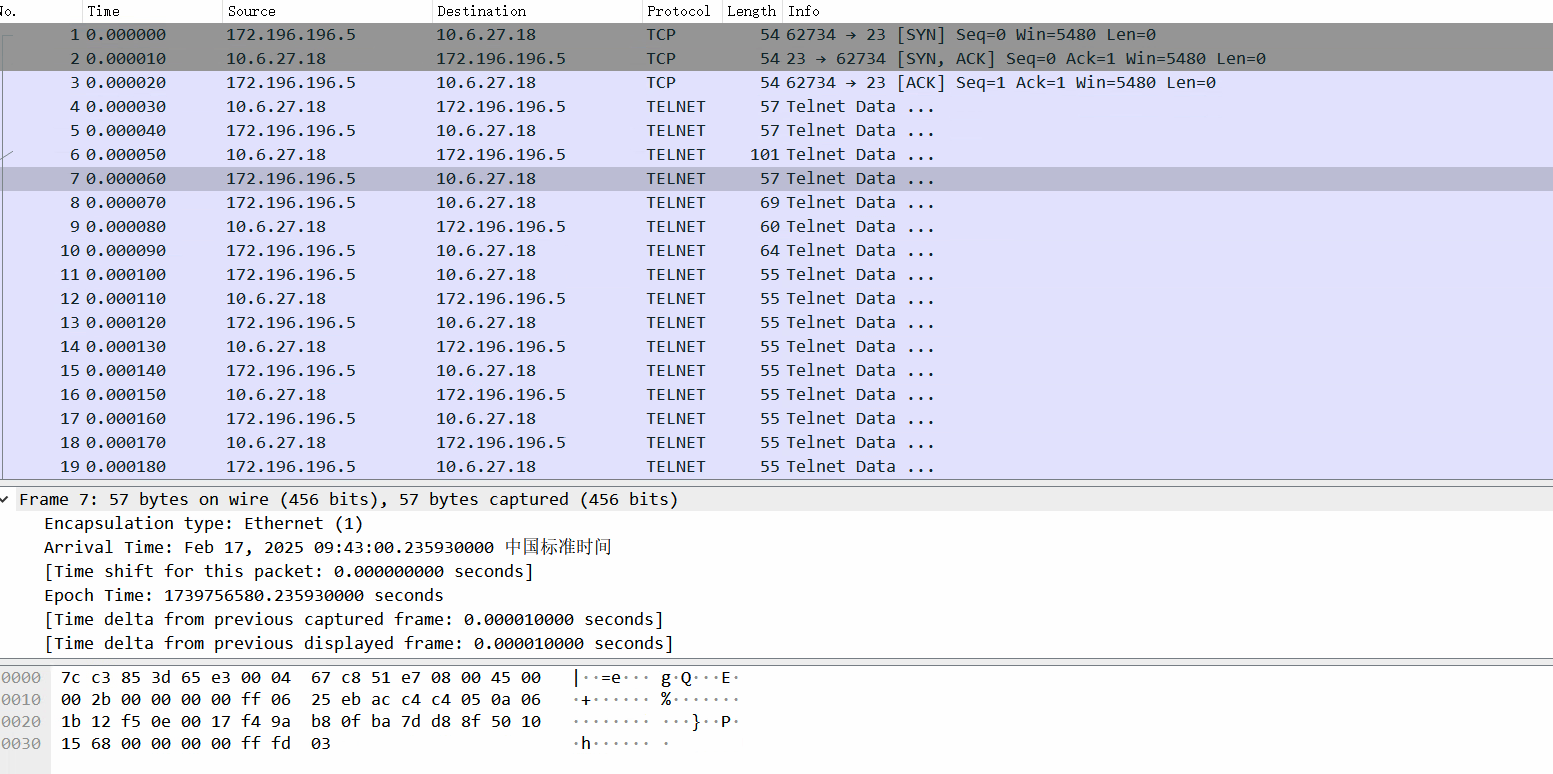 No. Time Source Destination Protocol Length Info
1 0.000000 172.196.196.5 10.6.27.18 TCP 54 62734 → 23 [SYN] Seq=0 Win=5480 Len=0
2 0.000010 10.6.27.18 172.196.196.5 TCP 54 23 → 62734 [SYN, ACK] Seq=0 Ack=1 Win=5480 Len=0
3 0.000020 172.196.196.5 10.6.27.18 TCP 54 62734 → 23 [ACK] Seq=1 Ack=1 Win=5480 Len=0
4 0.000030 10.6.27.18 172.196.196.5 TELNET 57 Telnet Data ...
5 0.000040 172.196.196.5 10.6.27.18 TELNET 57 Telnet Data ...
6 0.000050 10.6.27.18 172.196.196.5 TELNET 101 Telnet Data ...
7 0.000060 172.196.196.5 10.6.27.18 TELNET 57 Telnet Data ...
8 0.000070 172.196.196.5 10.6.27.18 TELNET 69 Telnet Data ...
9 0.000080 10.6.27.18 172.196.196.5 TELNET 60 Telnet Data ...
10 0.000090 172.196.196.5 10.6.27.18 TELNET 64 Telnet Data ...
11 0.000100 172.196.196.5 10.6.27.18 TELNET 55 Telnet Data ...
12 0.000110 10.6.27.18 172.196.196.5 TELNET 55 Telnet Data ...
13 0.000120 172.196.196.5 10.6.27.18 TELNET 55 Telnet Data ...
14 0.000130 10.6.27.18 172.196.196.5 TELNET 55 Telnet Data ...
15 0.000140 172.196.196.5 10.6.27.18 TELNET 55 Telnet Data ...
16 0.000150 10.6.27.18 172.196.196.5 TELNET 55 Telnet Data ...
17 0.000160 172.196.196.5 10.6.27.18 TELNET 55 Telnet Data ...
18 0.000170 10.6.27.18 172.196.196.5 TELNET 55 Telnet Data ...
19 0.000180 172.196.196.5 10.6.27.18 TELNET 55 Telnet Data ...
Frame 7: 57 bytes on wire (456 bits), 57 bytes captured (456 bits)
Encapsulation type: Ethernet (1)
Arrival Time: Feb 17, 2025 09:43:00.235930000 中国标准时间
[Time shift for this packet: 0.000000000 seconds]
Epoch Time: 1739756580.235930000 seconds
[Time delta from previous captured frame: 0.000010000 seconds]
[Time delta from previous displayed frame: 0.000010000 seconds]
0000 7c c3 85 3d 65 e3 00 04 67 c8 51 e7 08 00 45 00 |··=e··· g·Q···E·
0010 00 2b 00 00 00 00 ff 06 25 eb ac c4 c4 05 0a 06 ·+······ %·······
0020 1b 12 f5 0e 00 17 f4 9a b8 0f ba 7d d8 8f 50 10 ········ ···}··P·
0030 15 68 00 00 00 00 ff fd 03 ·h······ ·